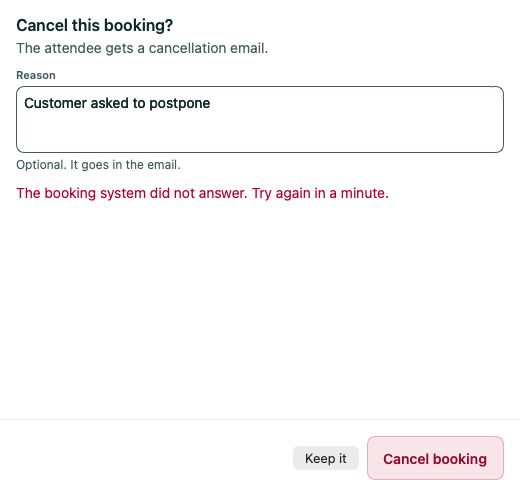 Cancel this booking?
The attendee gets a cancellation email.
Reason
Customer asked to postpone
Optional. It goes in the email.
The booking system did not answer. Try again in a minute.
Keep it
Cancel booking